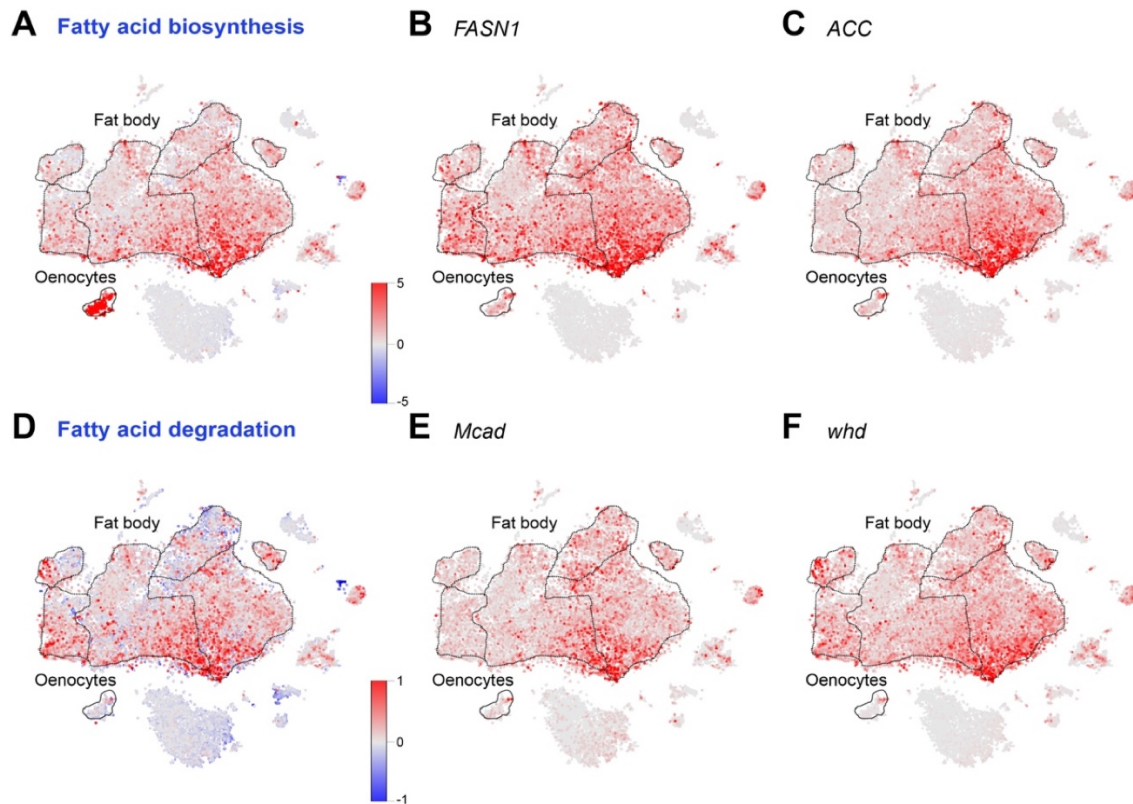 A Fatty acid biosynthesis
B FASN1
C ACC
Fat body
Fat body
Fat body
Oenocytes
Oenocytes
Oenocytes
5
0
-5
D Fatty acid degradation
E Mcad
F whd
Fat body
Fat body
Fat body
Oenocytes
Oenocytes
Oenocytes
1
0
-1